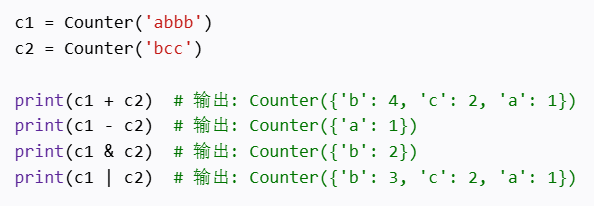 c1 = Counter('abbb')
c2 = Counter('bcc')
print(c1 + c2)  # 输出: Counter({'b': 4, 'c': 2, 'a': 1})
print(c1 - c2)  # 输出: Counter({'a': 1})
print(c1 & c2)  # 输出: Counter({'b': 2})
print(c1 | c2)  # 输出: Counter({'b': 3, 'c': 2, 'a': 1})